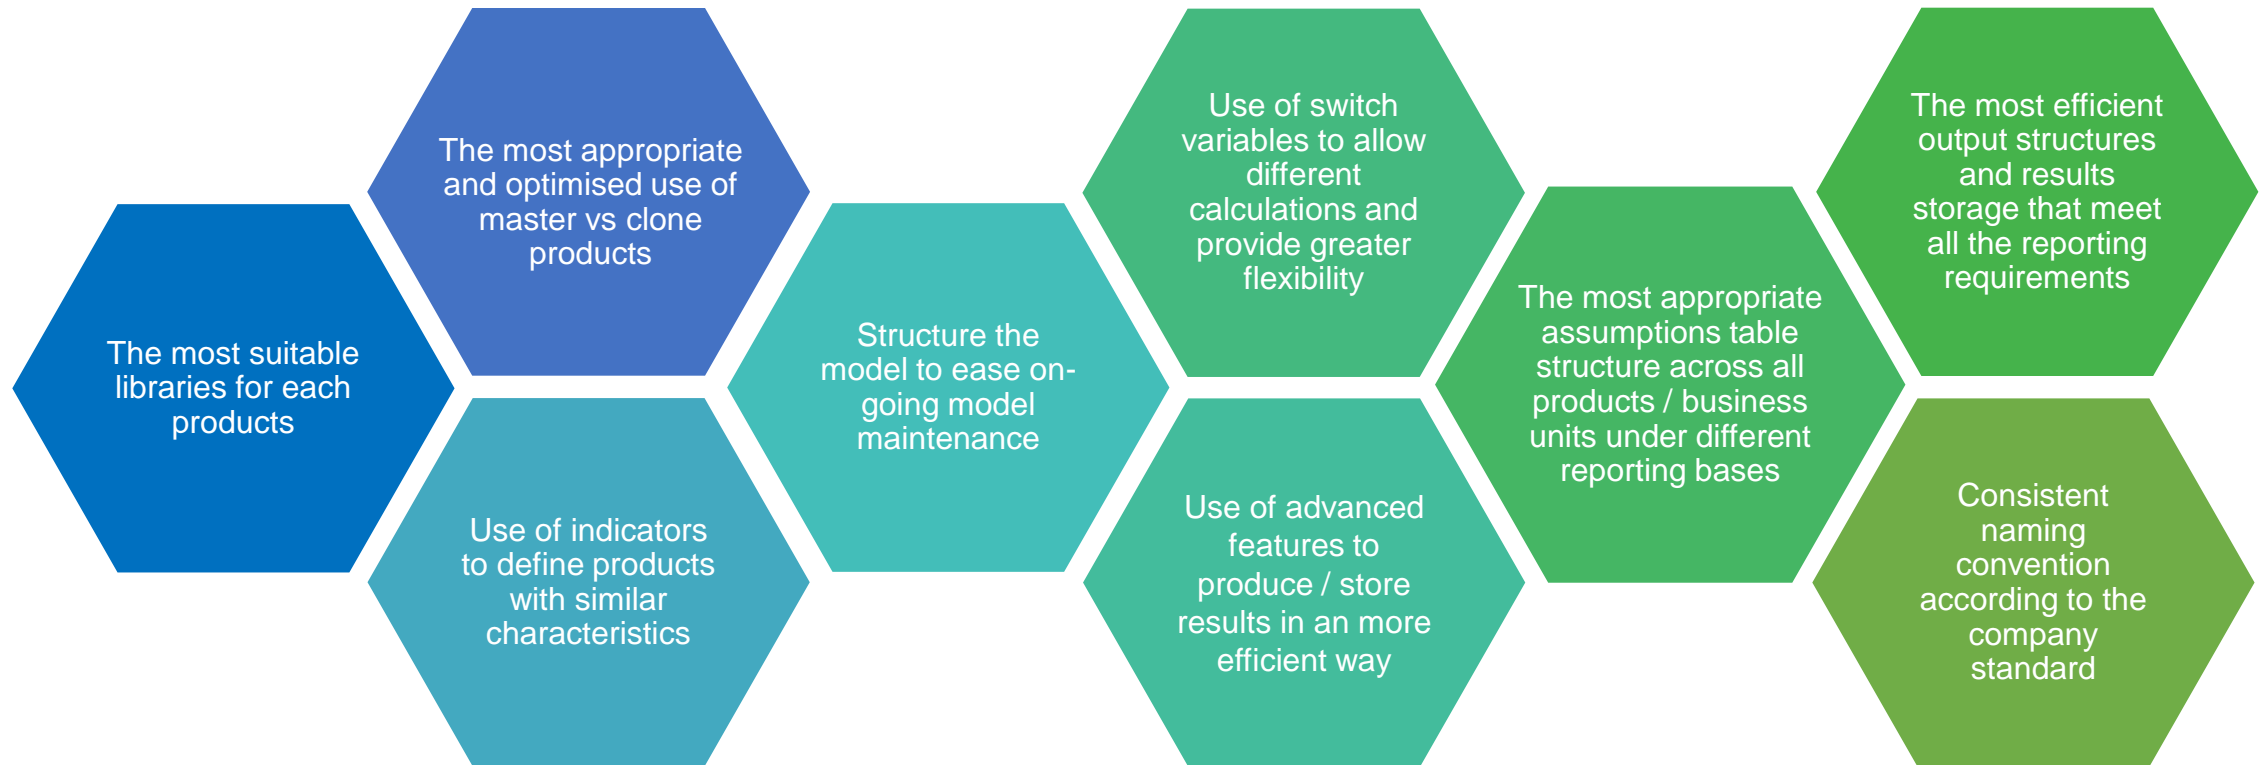 The most suitable
libraries for each
products
The most appropriate
and optimised use of
master vs clone
products
Use of indicators
to define products
with similar
characteristics
Structure the
model to ease on-
going model
maintenance
Use of switch
variables to allow
different
calculations and
provide greater
flexibility
Use of advanced
features to
produce / store
results in an more
efficient way
The most appropriate
assumptions table
structure across all
products / business
units under different
reporting bases
The most efficient
output structures
and results
storage that meet
all the reporting
requirements
Consistent
naming
convention
according to the
company
standard